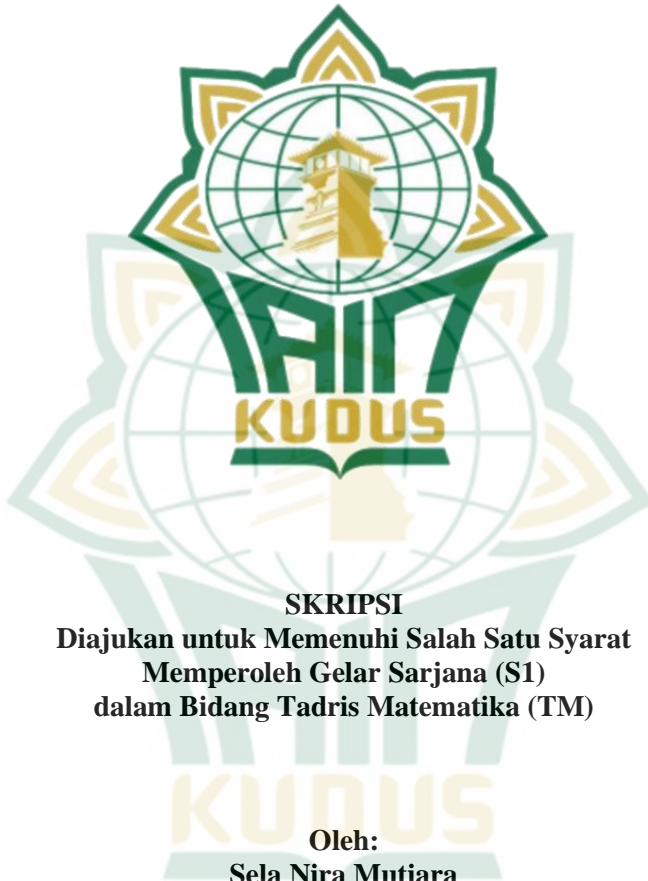 IAIN
KUDUS
SKRIPSI
Diajukan untuk Memenuhi Salah Satu Syarat
Memperoleh Gelar Sarjana (S1)
dalam Bidang Tadris Matematika (TM)
KUDUS
Oleh:
Sela Nira Mutiara